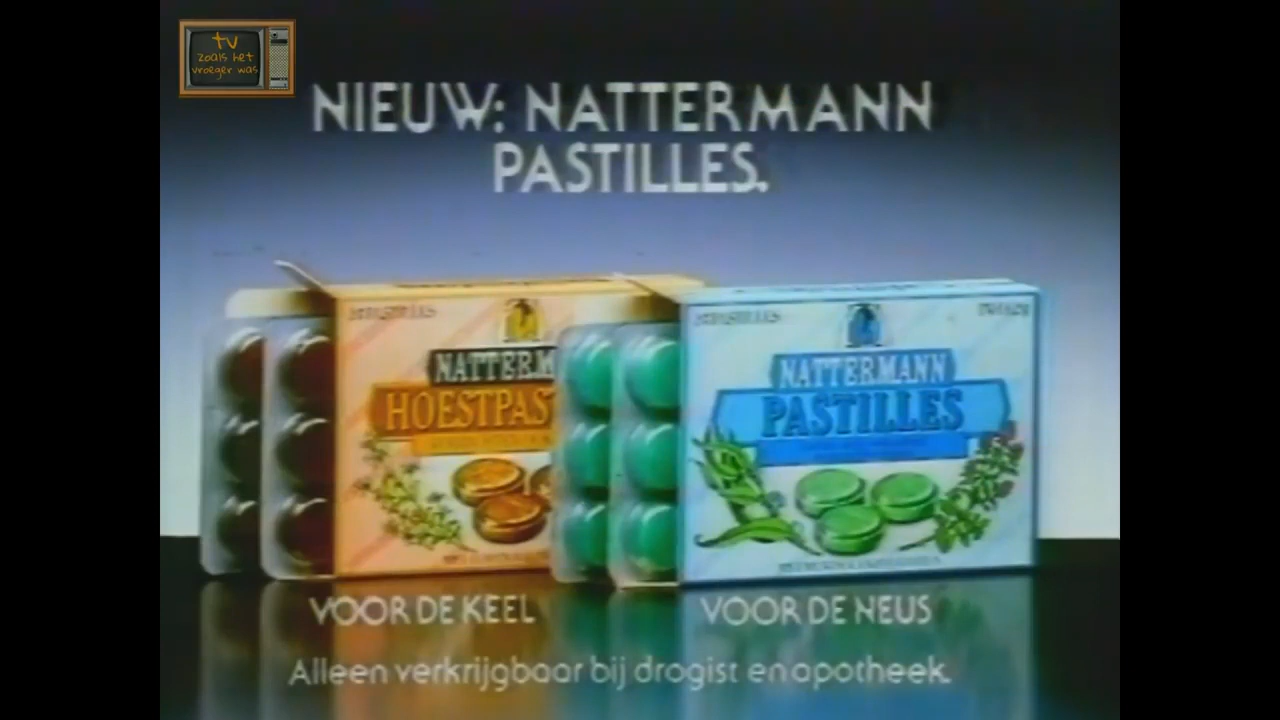 tv
zoals het
vroeger was
NIEUW: NATTERMANN
PASTILLES.
NATTERM
HOESTPAS
NATTERMANN
PASTILLES
VOOR DE KEEL
VOOR DE NEUS
Alleen verkrijgbaar bij drogist en apotheek.